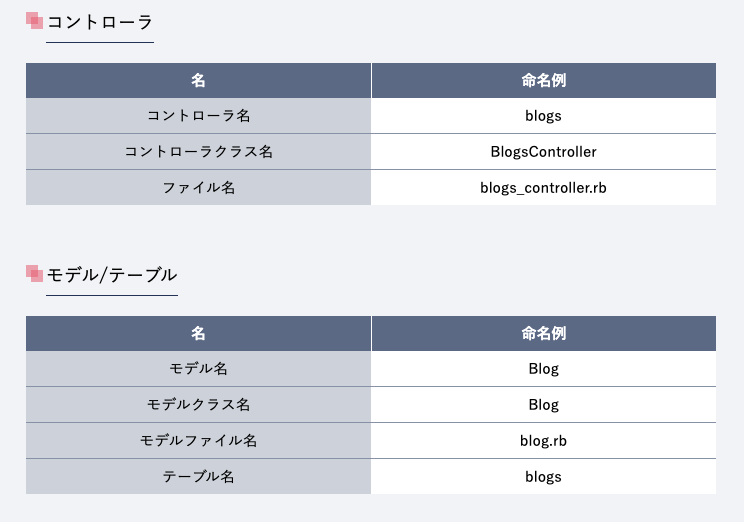 コントローラ
名 命名例
コントローラ名 blogs
コントローラクラス名 BlogsController
ファイル名 blogs_controller.rb
モデル/テーブル
名 命名例
モデル名 Blog
モデルクラス名 Blog
モデルファイル名 blog.rb
テーブル名 blogs